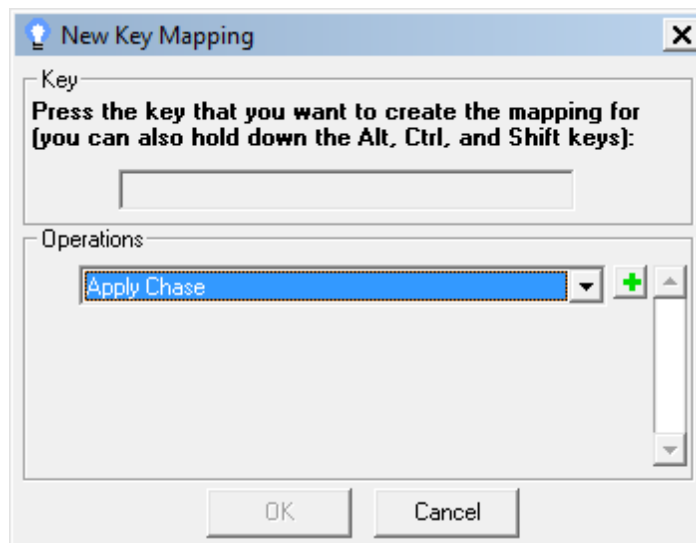 New Key Mapping
Key
Press the key that you want to create the mapping for
(you can also hold down the Alt, Ctrl, and Shift keys):
Operations
Apply Chase
OK
Cancel